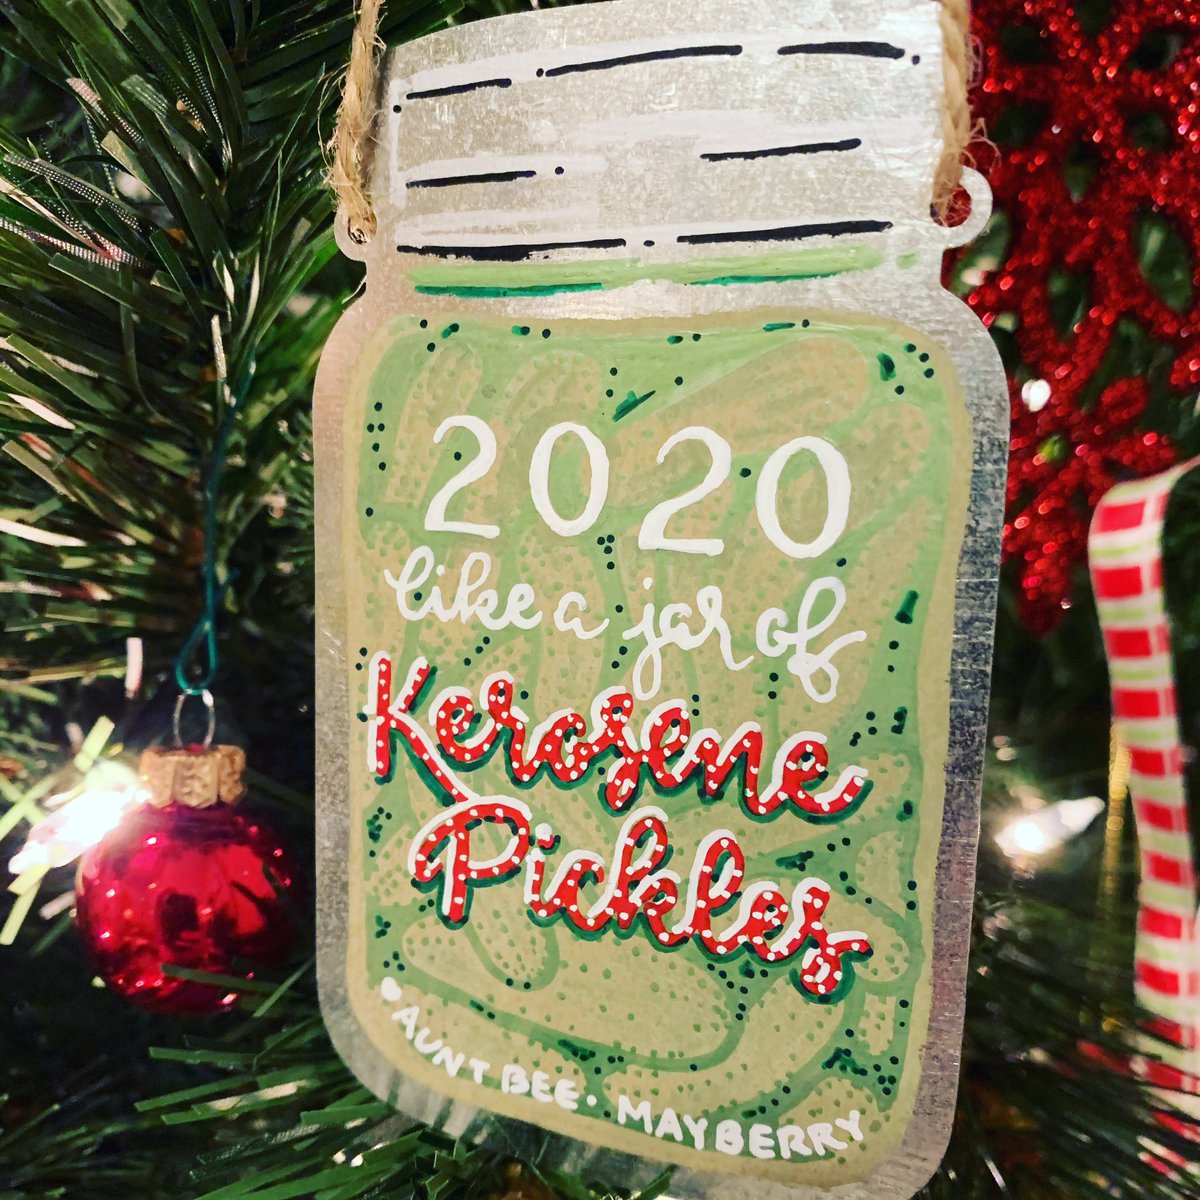 2020
like a jar of
Kerosene
Pickles
• AUNT BEE • MAYBERRY